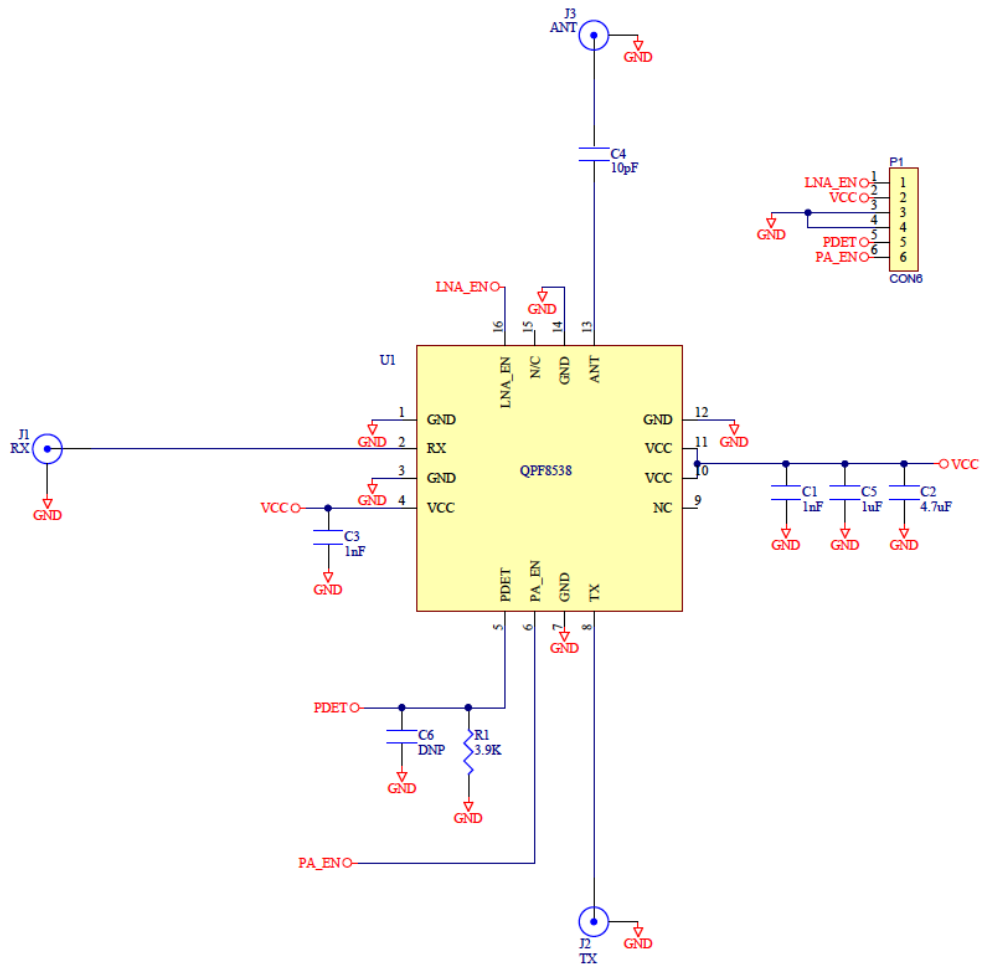 J3
ANT
GND
C4
10pF
P1
LNA_EN 1 1
VCC 2 2
3 3
4 4
GND
PDET 5 5
PA_EN 6 6
CON6
LNA_EN
GND
16 15 14 13
U1
LNA_EN N/C GND ANT
1 GND
GND
GND 12
GND
J1
RX
2 RX
VCC 11
QPF8538
3 GND
GND
VCC 10
VCC
GND
VCC
4 VCC
NC 9
C3
1nF
GND
C1
1nF
GND
C5
1uF
GND
C2
4.7uF
GND
PDET PA_EN GND TX
5 6 7 8
GND
PDET
C6
DNP
GND
R1
3.9K
GND
PA_EN
J2
TX
GND